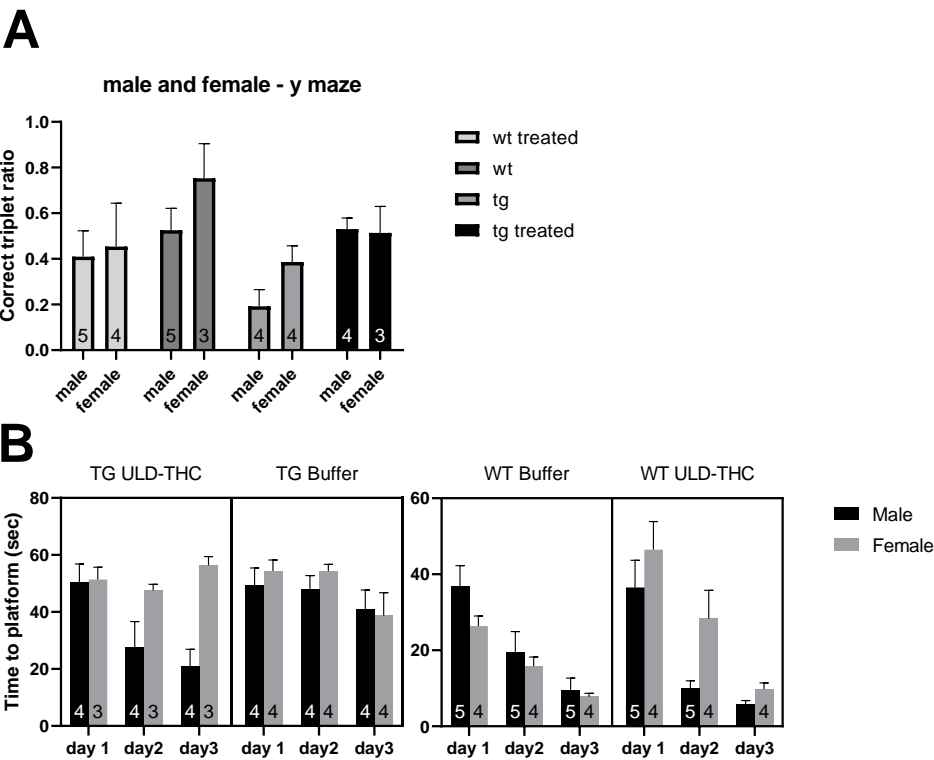 A
male and female - y maze
Correct triplet ratio
1.0
0.8
0.6
0.4
0.2
0.0
5 4 5 3 4 4 4 3
male female male female male female male female
wt treated
wt
tg
tg treated
B
TG ULD-THC TG Buffer WT Buffer WT ULD-THC
Time to platform (sec)
80
60
40
20
0
60
40
20
0
4 3 4 3 4 3 4 4 4 4 4 4 5 4 5 4 5 4 5 4 5 4 4
day 1 day2 day3 day 1 day2 day3 day 1 day2 day3 day 1 day2 day3
Male
Female